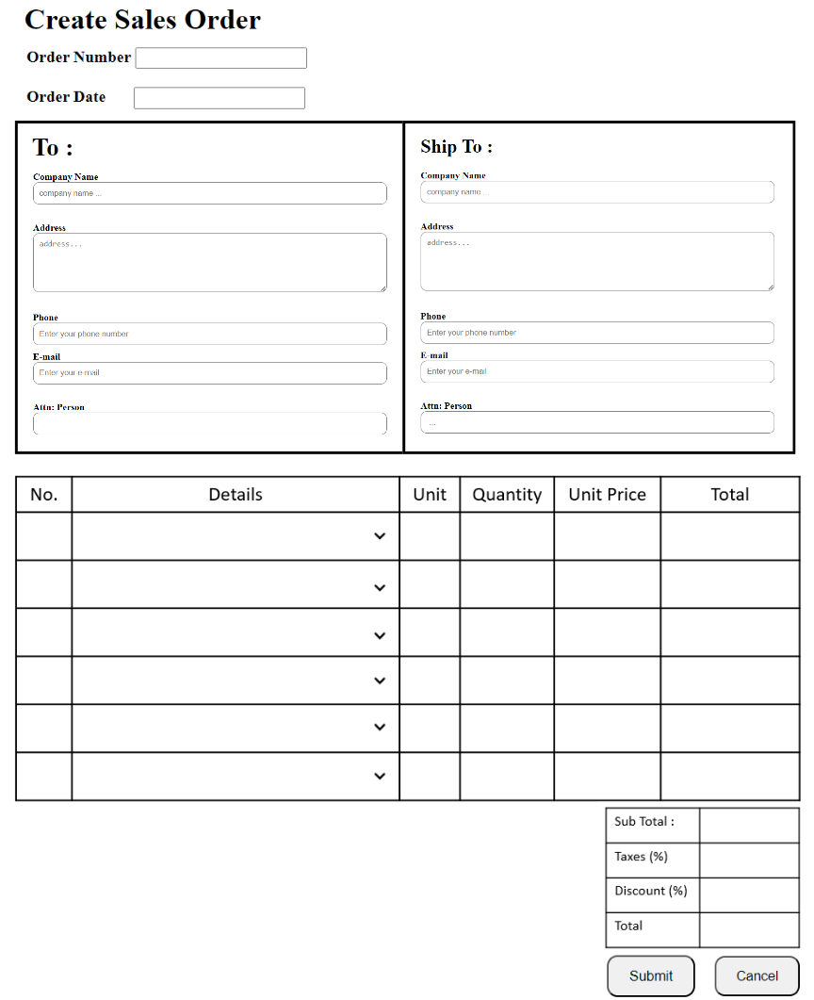 Create Sales Order
Order Number
Order Date
To :
Company Name
company name ...
Address
address...
Phone
Enter your phone number
E-mail
Enter your e-mail
Attn: Person
Ship To :
Company Name
company name ...
Address
address...
Phone
Enter your phone number
E-mail
Enter your e-mail
Attn: Person
...
No. Details Unit Quantity Unit Price Total
Sub Total :
Taxes (%)
Discount (%)
Total
Submit Cancel